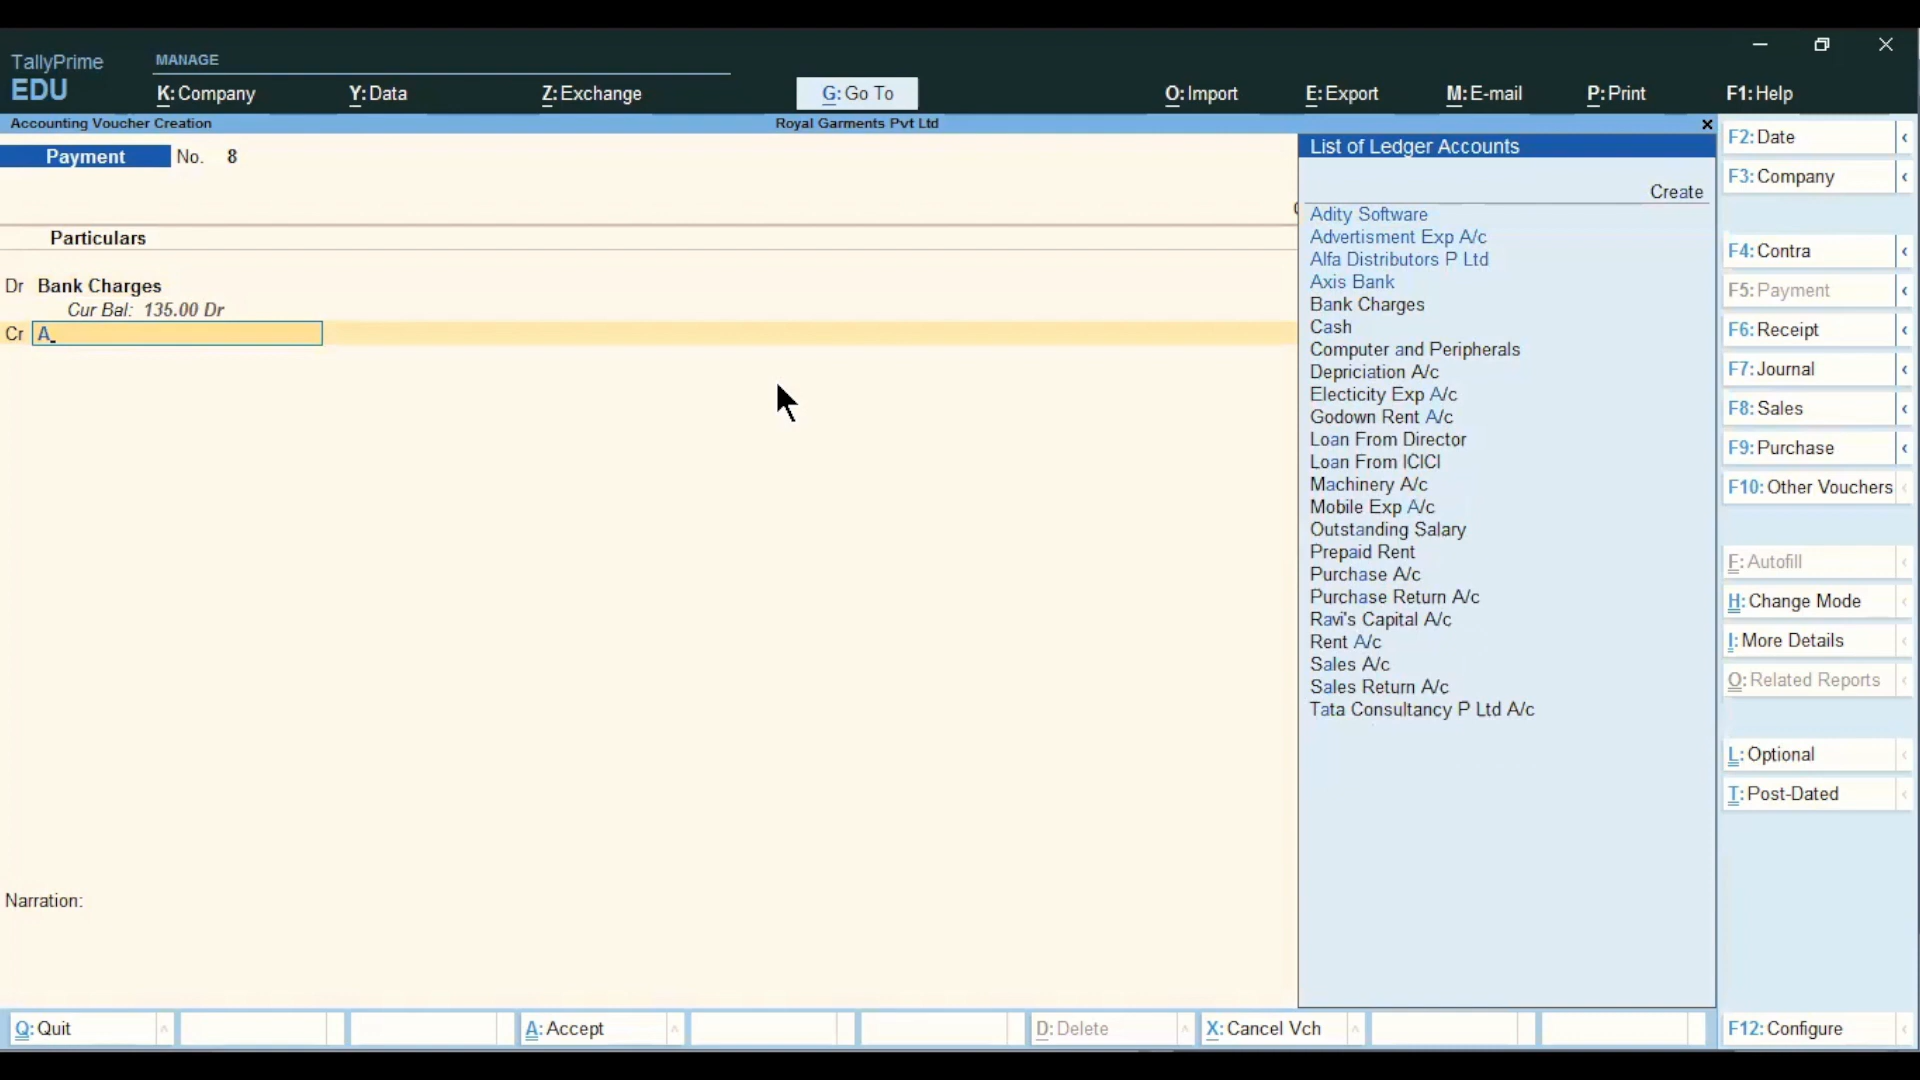 TallyPrime
EDU
MANAGE
K: Company
Y: Data
Z: Exchange
G: Go To
O: Import
E: Export
M: E-mail
P: Print
F1: Help
Accounting Voucher Creation
Royal Garments Pvt Ltd
Payment No. 8
Particulars
Dr Bank Charges
Cur Bal: 135.00 Dr
Cr A
Narration:
List of Ledger Accounts
Create
Adity Software
Advertisment Exp A/c
Alfa Distributors P Ltd
Axis Bank
Bank Charges
Cash
Computer and Peripherals
Depriciation A/c
Electicity Exp A/c
Godown Rent A/c
Loan From Director
Loan From ICICI
Machinery A/c
Mobile Exp A/c
Outstanding Salary
Prepaid Rent
Purchase A/c
Purchase Return A/c
Ravi's Capital A/c
Rent A/c
Sales A/c
Sales Return A/c
Tata Consultancy P Ltd A/c
F2: Date
F3: Company
F4: Contra
F5: Payment
F6: Receipt
F7: Journal
F8: Sales
F9: Purchase
F10: Other Vouchers
F: Autofill
H: Change Mode
I: More Details
O: Related Reports
L: Optional
T: Post-Dated
F12: Configure
Q: Quit
A: Accept
D: Delete
X: Cancel Vch